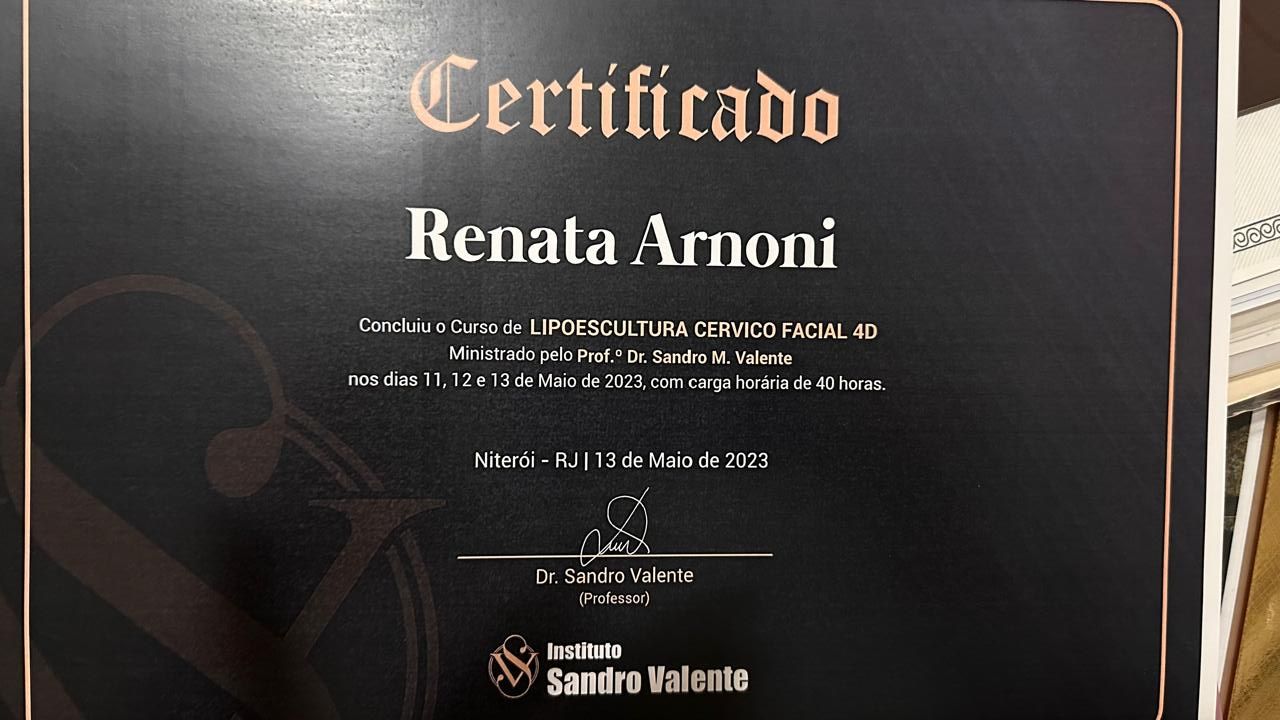 Certificado
Renata Arnoni
Concluiu o Curso de LIPOESCULTURA CERVICO FACIAL 4D
Ministrado pelo Prof.º Dr. Sandro M. Valente
nos dias 11, 12 e 13 de Maio de 2023, com carga horária de 40 horas.
Niterói - RJ | 13 de Maio de 2023
Dr. Sandro Valente
(Professor)
Instituto
Sandro Valente